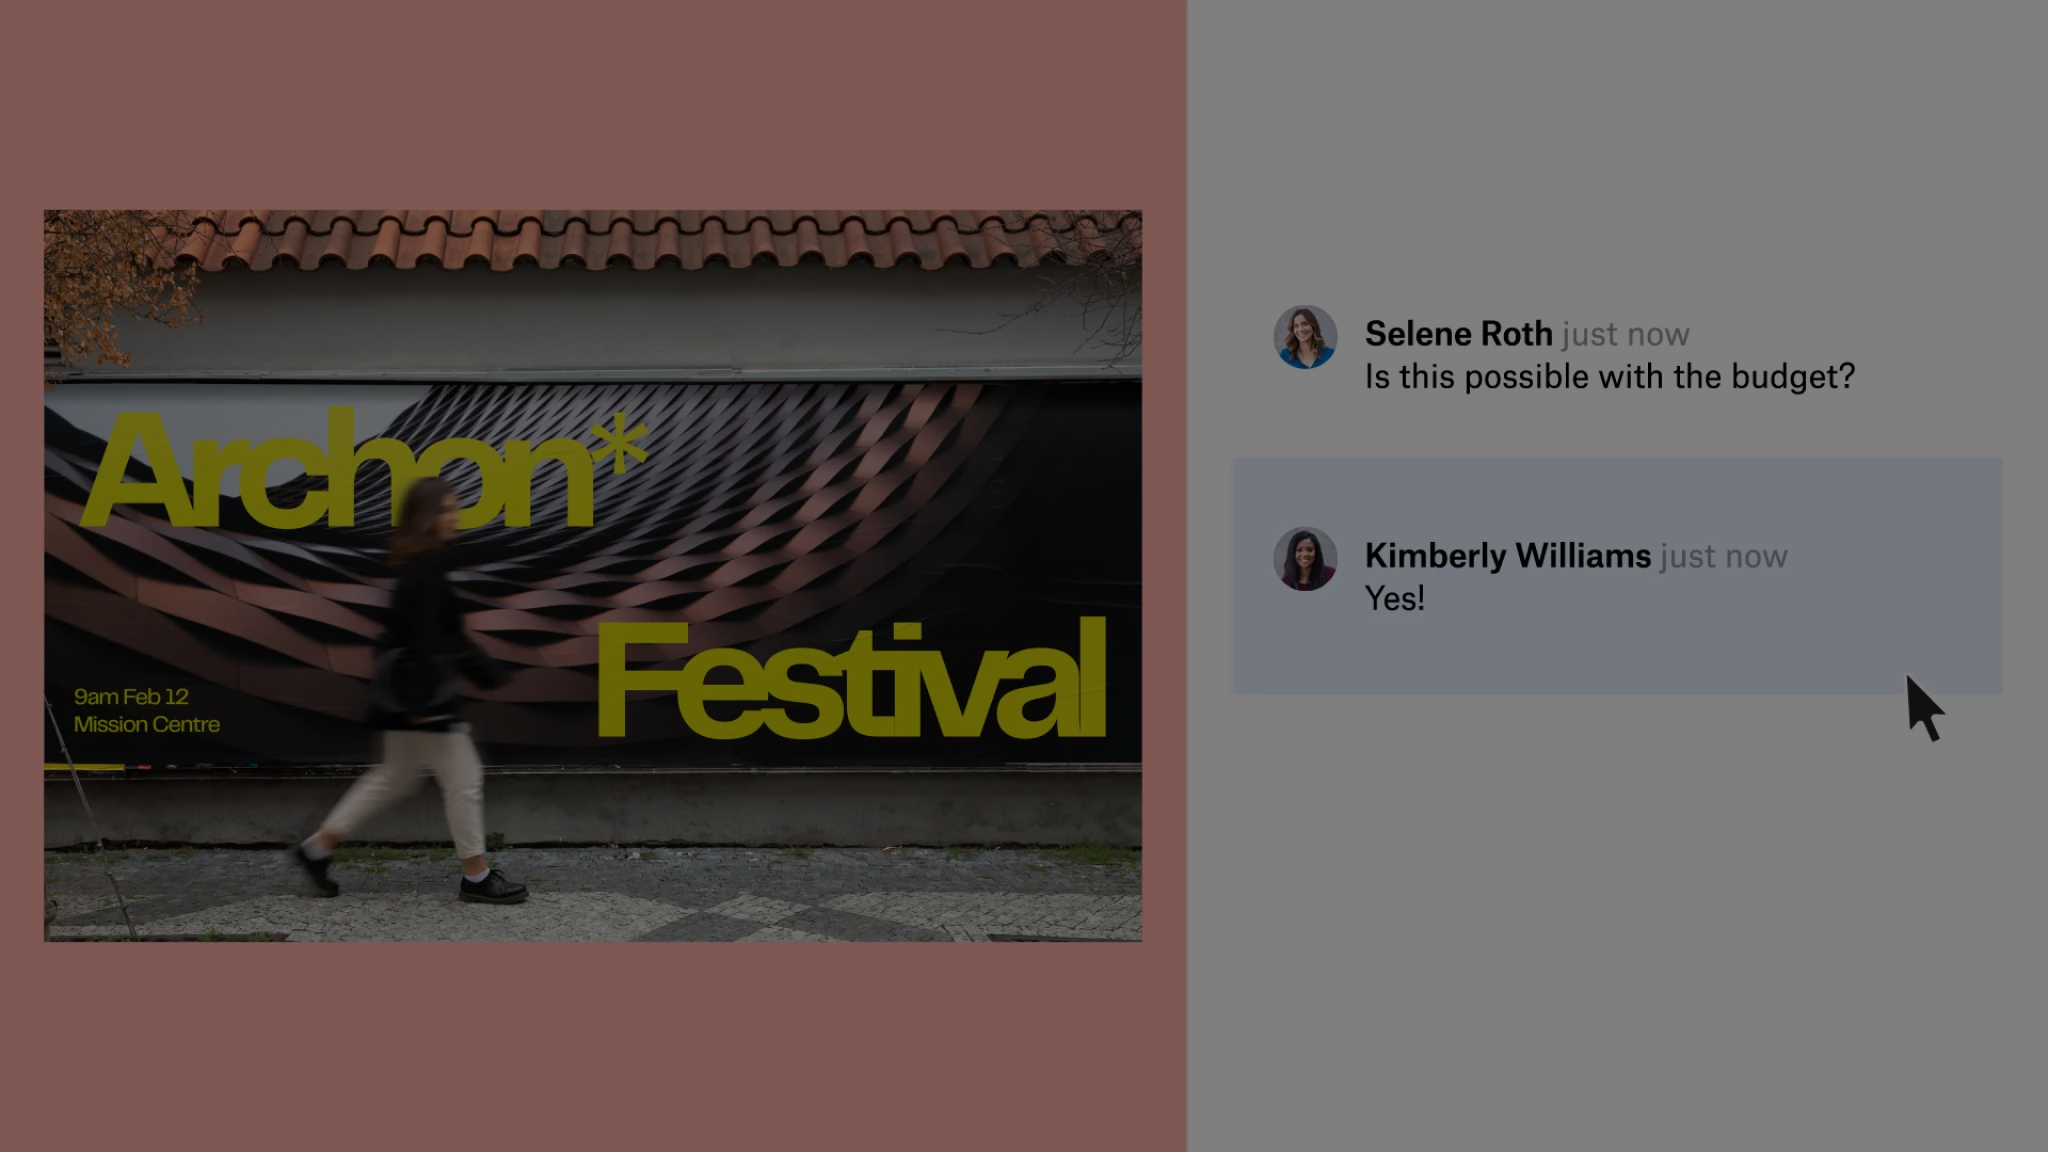 Archon*
Festival
9am Feb 12
Mission Centre
Selene Roth just now
Is this possible with the budget?
Kimberly Williams just now
Yes!